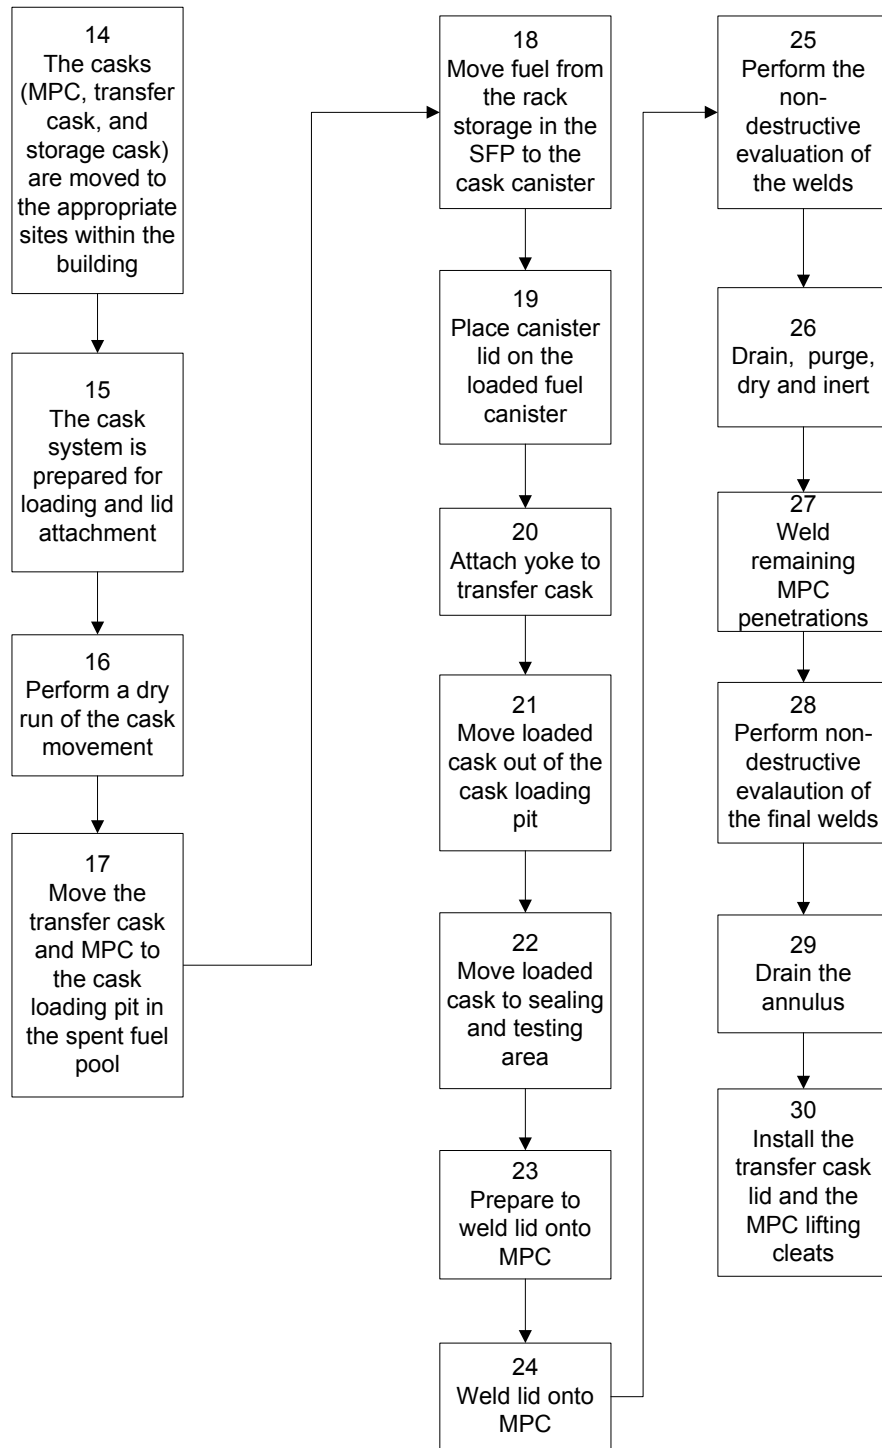 14
The casks
(MPC, transfer
cask, and
storage cask)
are moved to
the appropriate
sites within the
building
15
The cask
system is
prepared for
loading and lid
attachment
16
Perform a dry
run of the cask
movement
17
Move the
transfer cask
and MPC to
the cask
loading pit in
the spent fuel
pool
18
Move fuel from
the rack
storage in the
SFP to the
cask canister
19
Place canister
lid on the
loaded fuel
canister
20
Attach yoke to
transfer cask
21
Move loaded
cask out of the
cask loading
pit
22
Move loaded
cask to sealing
and testing
area
23
Prepare to
weld lid onto
MPC
24
Weld lid onto
MPC
25
Perform the
non-
destructive
evaluation of
the welds
26
Drain, purge,
dry and inert
27
Weld
remaining
MPC
penetrations
28
Perform non-
destructive
evalaution of
the final welds
29
Drain the
annulus
30
Install the
transfer cask
lid and the
MPC lifting
cleats